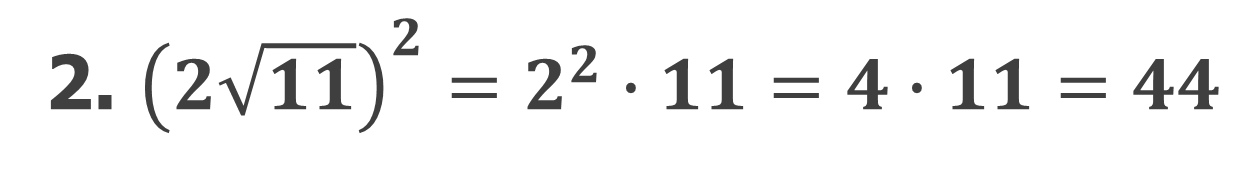 2. (2√11)² = 2² · 11 = 4 · 11 = 44